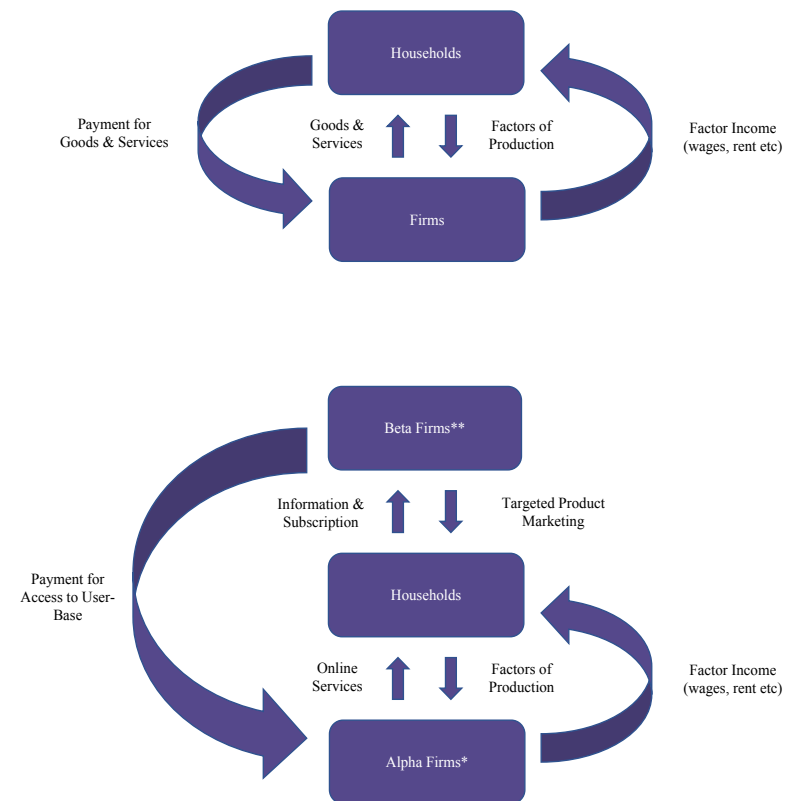 Households
Payment for
Goods & Services
Goods &
Services
Factors of
Production
Factor Income
(wages, rent etc)
Firms
Beta Firms**
Information &
Subscription
Targeted Product
Marketing
Payment for
Access to User-
Base
Households
Online
Services
Factors of
Production
Factor Income
(wages, rent etc)
Alpha Firms*